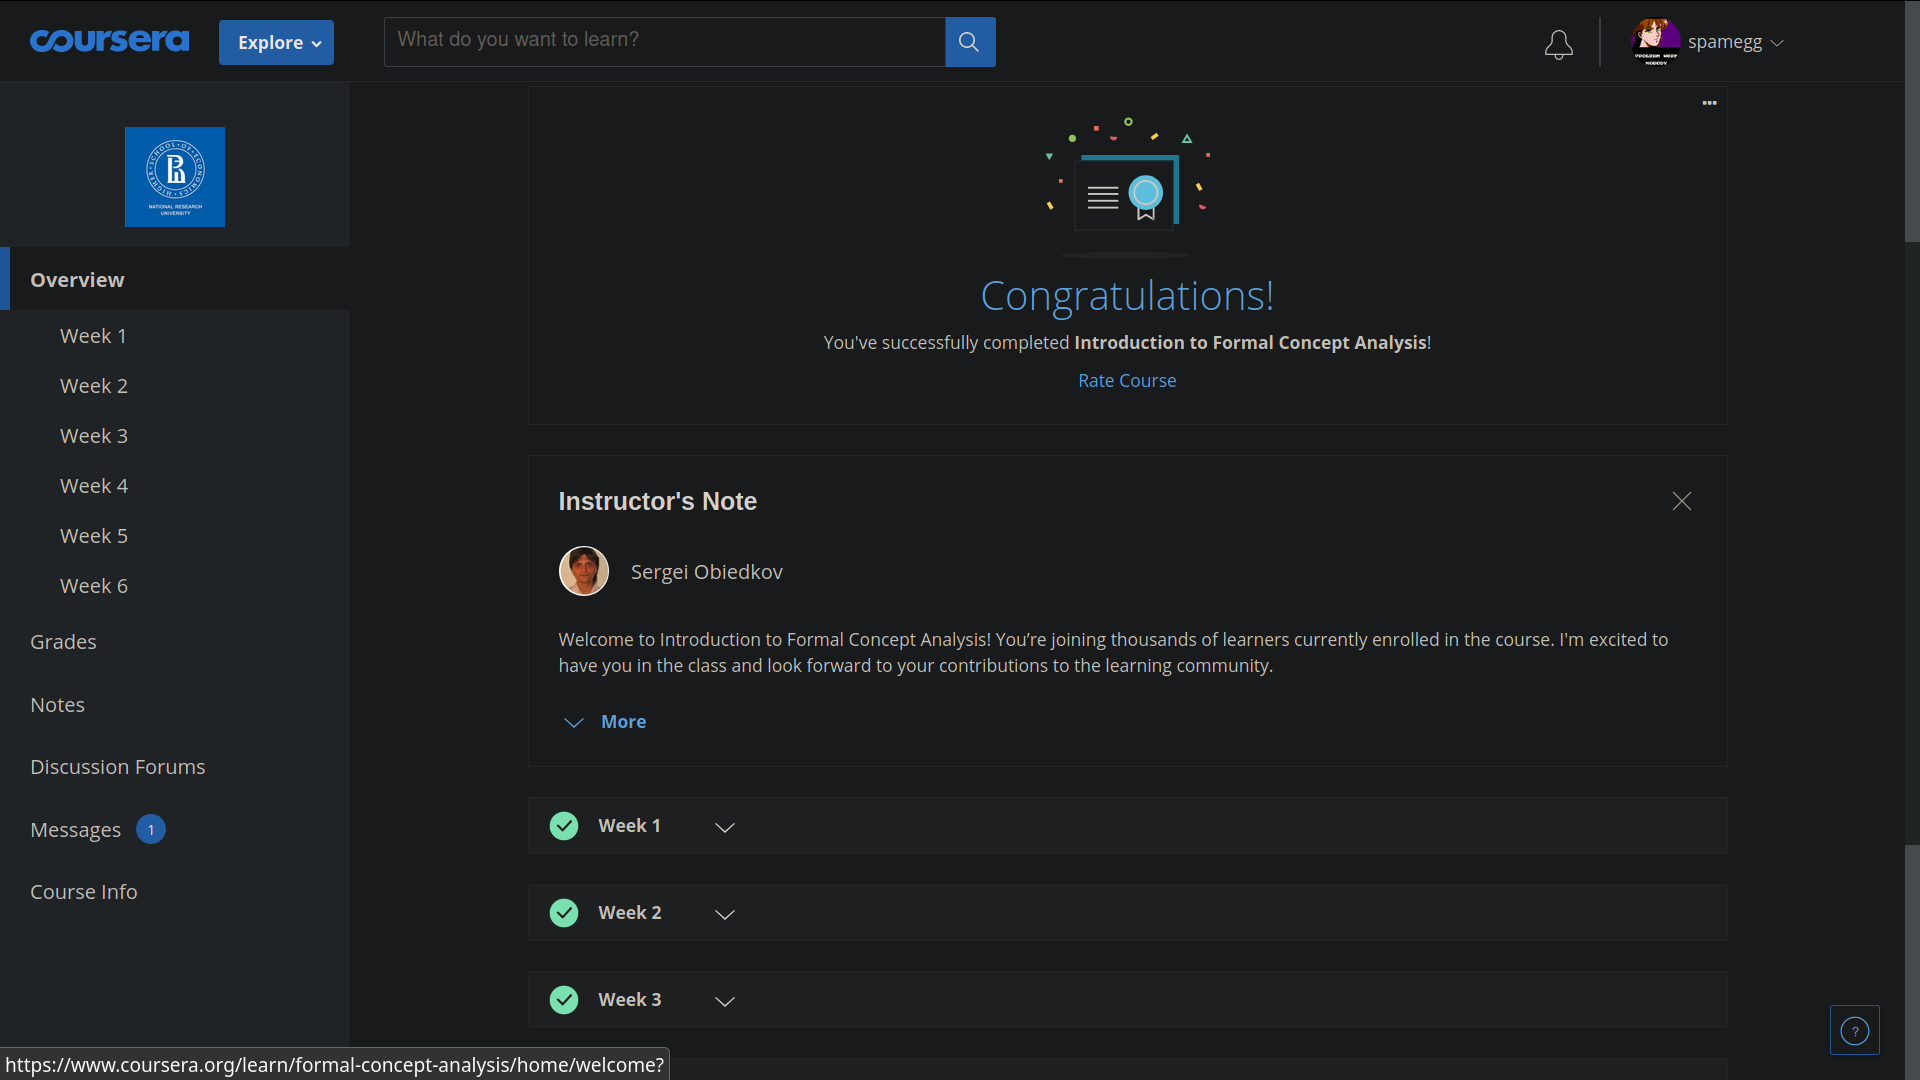 coursera
Explore
What do you want to learn?
spamegg
PROGRAM MUCH
HIGHER · SCHOOL · OF · ECONOMICS
NATIONAL RESEARCH
UNIVERSITY
Overview
Week 1
Week 2
Week 3
Week 4
Week 5
Week 6
Grades
Notes
Discussion Forums
Messages 1
Course Info
Congratulations!
You've successfully completed Introduction to Formal Concept Analysis!
Rate Course
Instructor's Note
Sergei Obiedkov
Welcome to Introduction to Formal Concept Analysis! You’re joining thousands of learners currently enrolled in the course. I'm excited to
have you in the class and look forward to your contributions to the learning community.
More
Week 1
Week 2
Week 3
?
https://www.coursera.org/learn/formal-concept-analysis/home/welcome?